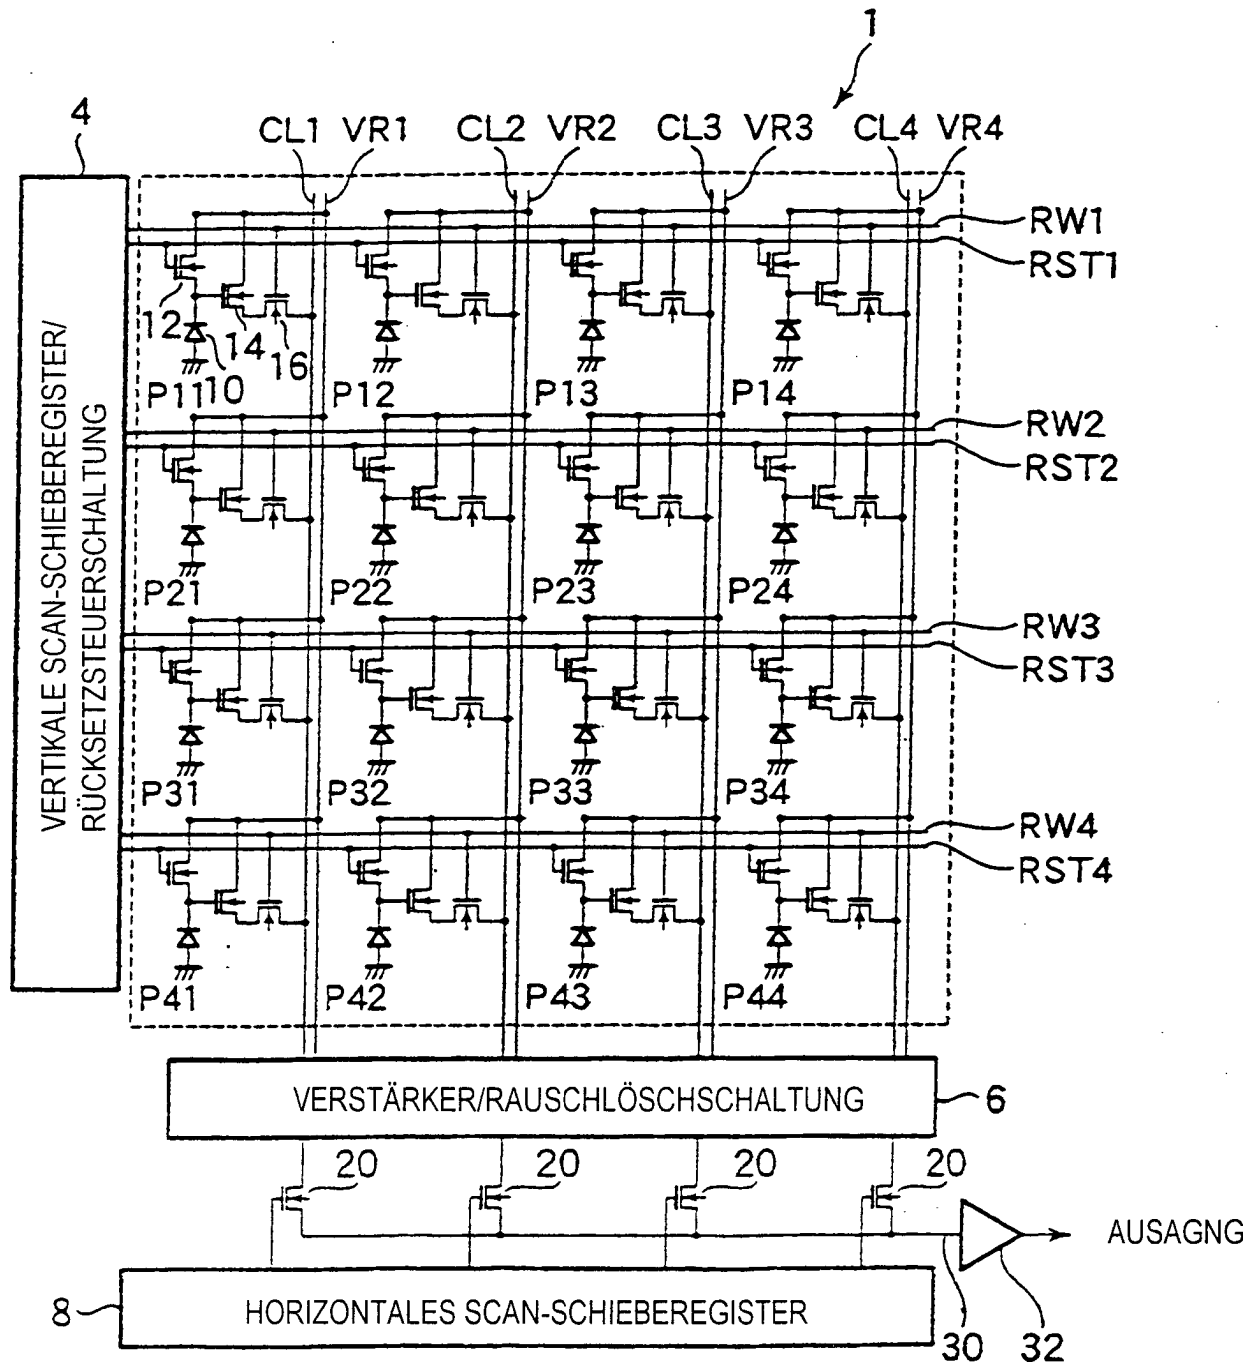 1
4
CL1 VR1 CL2 VR2 CL3 VR3 CL4 VR4
RW1
RST1
12 14 16
P11 10 P12 P13 P14
RW2
RST2
P21 P22 P23 P24
RW3
RST3
P31 P32 P33 P34
RW4
RST4
P41 P42 P43 P44
VERTIKALE SCAN-SCHIEBEREGISTER/
RÜCKSETZSTEUERSCHALTUNG
VERSTÄRKER/RAUSCHLÖSCHSCHALTUNG 6
20 20 20 20
AUSAGNG
8 HORIZONTALES SCAN-SCHIEBEREGISTER
30 32